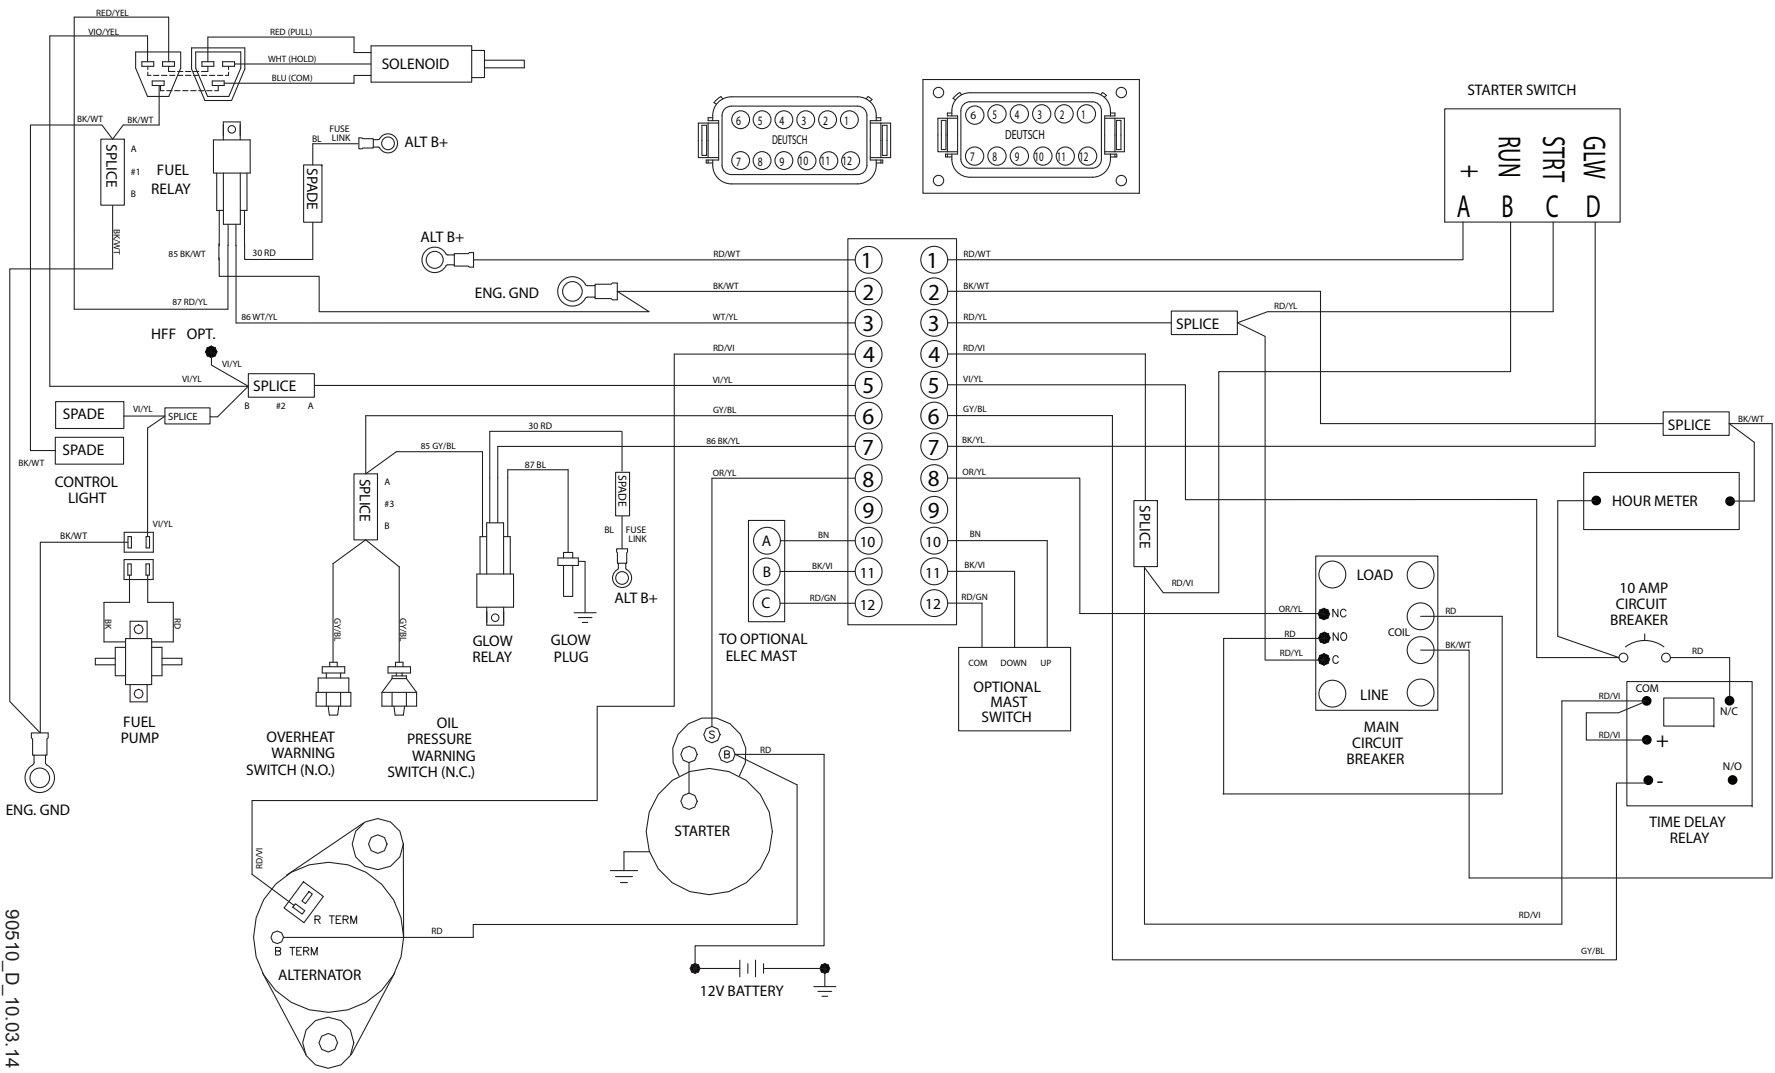 RED/YEL
VIO/YEL
RED (PULL)
WHT (HOLD)
BLU (COM)
SOLENOID
BK/WT
BK/WT
SPLICE
A
#1
B
BK/WT
FUEL
RELAY
BL
FUSE
LINK
ALT B+
SPADE
85 BK/WT
30 RD
87 RD/YL
86 WT/YL
6 5 4 3 2 1
DEUTSCH
7 8 9 10 11 12
6 5 4 3 2 1
DEUTSCH
7 8 9 10 11 12
STARTER SWITCH
+ RUN STRT GLW
A B C D
ALT B+
RD/WT
1 1
RD/WT
ENG. GND
BK/WT
2 2
BK/WT
WT/YL
3 3
RD/YL
SPLICE
RD/YL
RD/VI
4 4
RD/VI
VI/YL
5 5
VI/YL
GY/BL
6 6
GY/BL
86 BK/YL
7 7
BK/YL
OR/YL
8 8
OR/YL
9 9
A
BN
10 10
BN
B
BK/VI
11 11
BK/VI
C
RD/GN
12 12
RD/GN
TO OPTIONAL
ELEC MAST
COM DOWN UP
OPTIONAL
MAST
SWITCH
HFF OPT.
VI/YL
VI/YL
SPLICE
B #2 A
SPADE
VI/YL
SPLICE
SPADE
BK/WT
CONTROL
LIGHT
BK/WT
VI/YL
BK
RD
FUEL
PUMP
ENG. GND
30 RD
85 GY/BL
87 BL
SPLICE
A
#3
B
GY/BL
GY/BL
SPADE
BL
FUSE
LINK
ALT B+
GLOW
RELAY
GLOW
PLUG
OVERHEAT
WARNING
SWITCH (N.O.)
OIL
PRESSURE
WARNING
SWITCH (N.C.)
S
B
RD
STARTER
RD/VI
R TERM
B TERM
RD
ALTERNATOR
12V BATTERY
SPLICE
RD/VI
SPLICE
BK/WT
HOUR METER
LOAD
OR/YL
NC
RD
NO
RD/YL
C
COIL
RD
BK/WT
LINE
MAIN
CIRCUIT
BREAKER
10 AMP
CIRCUIT
BREAKER
RD
RD/VI
COM
N/C
RD/VI
+
N/O
-
TIME DELAY
RELAY
RD/VI
GY/BL
90510_D_10.03.14